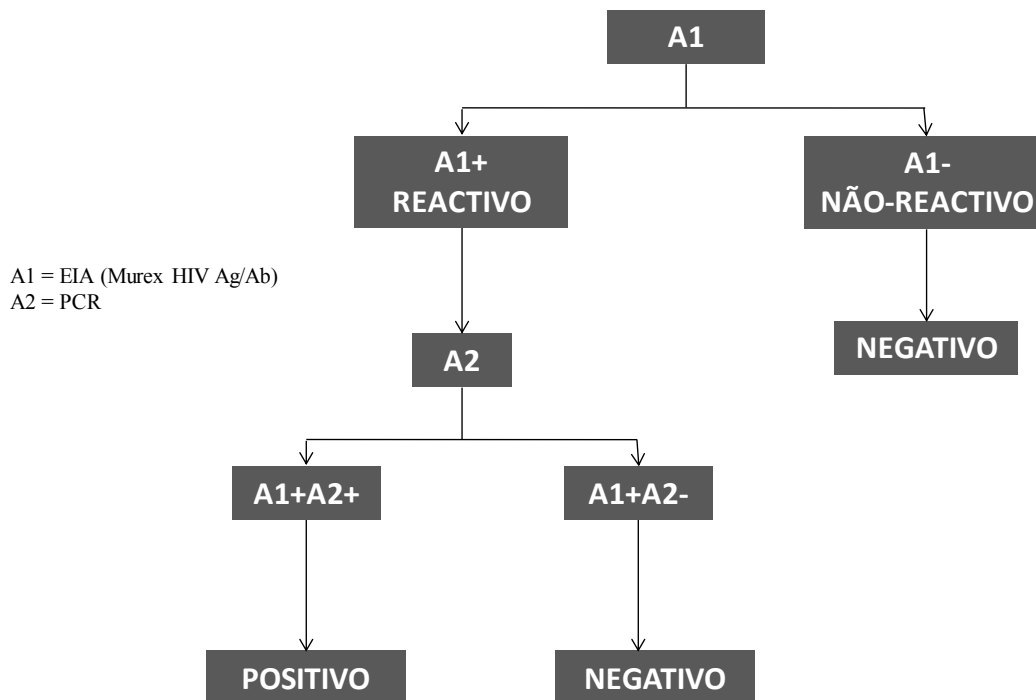 A1
A1+
REACTIVO
A1-
NÃO-REACTIVO
A1 = EIA (Murex HIV Ag/Ab)
A2 = PCR
A2
NEGATIVO
A1+A2+
A1+A2-
POSITIVO
NEGATIVO